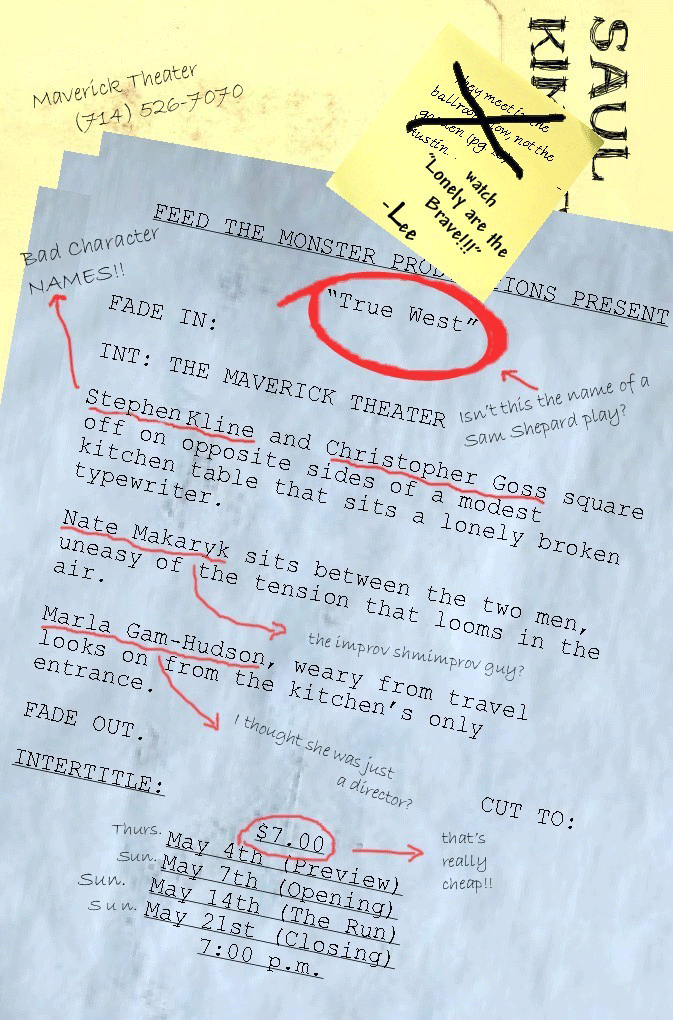 Maverick Theater
(714) 526-7070
SAUL
they meet in the
ballroom now, not the
garden (pg.
Austin..
watch
"Lonely are the
Brave!!!"
-Lee
FEED THE MONSTER PROD IONS PRESENT
Bad Character
NAMES!!
"True West"
FADE IN:
INT: THE MAVERICK THEATER
Isn't this the name of a
Sam Shepard play?
Stephen Kline and Christopher Goss square
off on opposite sides of a modest
kitchen table that sits a lonely broken
typewriter.
Nate Makaryk sits between the two men,
uneasy of the tension that looms in the
air.
the improv shmimprov guy?
Marla Gam-Hudson, weary from travel
looks on from the kitchen's only
entrance.
I thought she was just
a director?
FADE OUT.
INTERTITLE:
CUT TO:
$7.00
that's
really
cheap!!
Thurs. May 4th (Preview)
Sun. May 7th (Opening)
Sun. May 14th (The Run)
Sun. May 21st (Closing)
7:00 p.m.